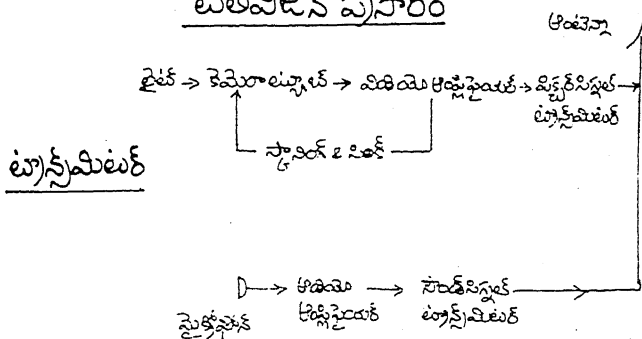 టెలివిజన్ ప్రసారం
ఆంటెన్నా
లైట్ → కెమెరా ట్యూబ్ → విడియో ఆంప్లిఫైయర్ → పిక్చర్ సిగ్నల్
ట్రాన్స్‌మిటర్
స్కానింగ్ & సింక్
ట్రాన్స్‌మిటర్
ఆడియో
ఆంప్లిఫైయర్
సౌండ్ సిగ్నల్
ట్రాన్స్‌మిటర్
మైక్రోఫోన్